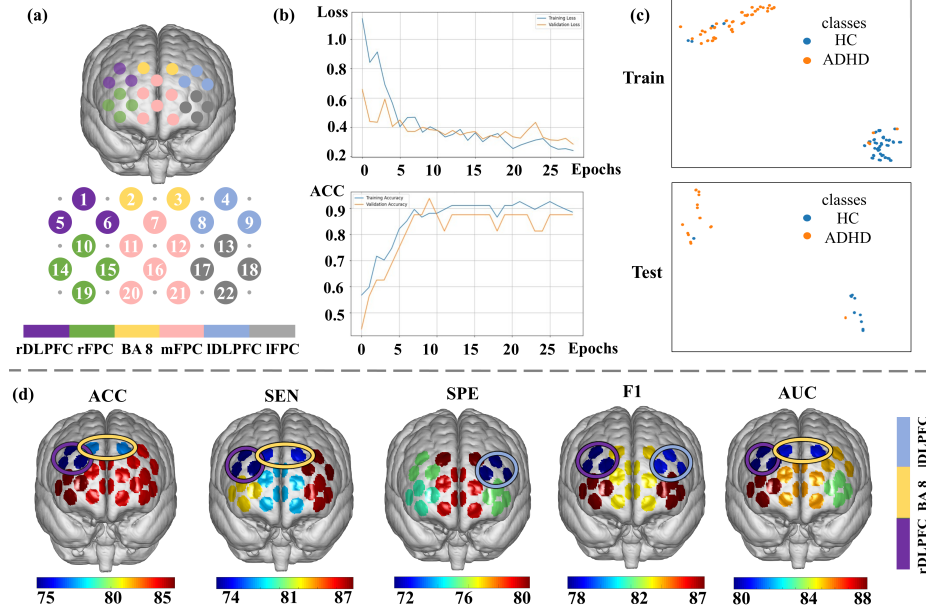 (a)
1
2
3
4
5
6
7
8
9
10
11
12
13
14
15
16
17
18
19
20
21
22
rDLPFC rFPC BA 8 mFPC lDLPFC lFPC
(b)
Loss
Training Loss
Validation Loss
1.0
0.8
0.6
0.4
0.2
0 5 10 15 20 25 Epochs
ACC
Training Accuracy
Validation Accuracy
0.9
0.8
0.7
0.6
0.5
0 5 10 15 20 25 Epochs
(c)
Train
classes
HC
ADHD
Test
classes
HC
ADHD
(d)
ACC SEN SPE F1 AUC
75 80 85
74 81 87
72 76 80
78 82 87
80 84 88
lDLPFC
BA 8
rDLPFC